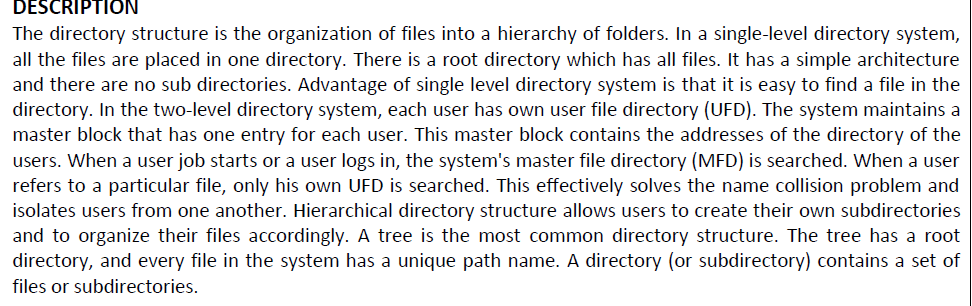 DESCRIPTION
The directory structure is the organization of files into a hierarchy of folders. In a single-level directory system,
all the files are placed in one directory. There is a root directory which has all files. It has a simple architecture
and there are no sub directories. Advantage of single level directory system is that it is easy to find a file in the
directory. In the two-level directory system, each user has own user file directory (UFD). The system maintains a
master block that has one entry for each user. This master block contains the addresses of the directory of the
users. When a user job starts or a user logs in, the system's master file directory (MFD) is searched. When a user
refers to a particular file, only his own UFD is searched. This effectively solves the name collision problem and
isolates users from one another. Hierarchical directory structure allows users to create their own subdirectories
and to organize their files accordingly. A tree is the most common directory structure. The tree has a root
directory, and every file in the system has a unique path name. A directory (or subdirectory) contains a set of
files or subdirectories.